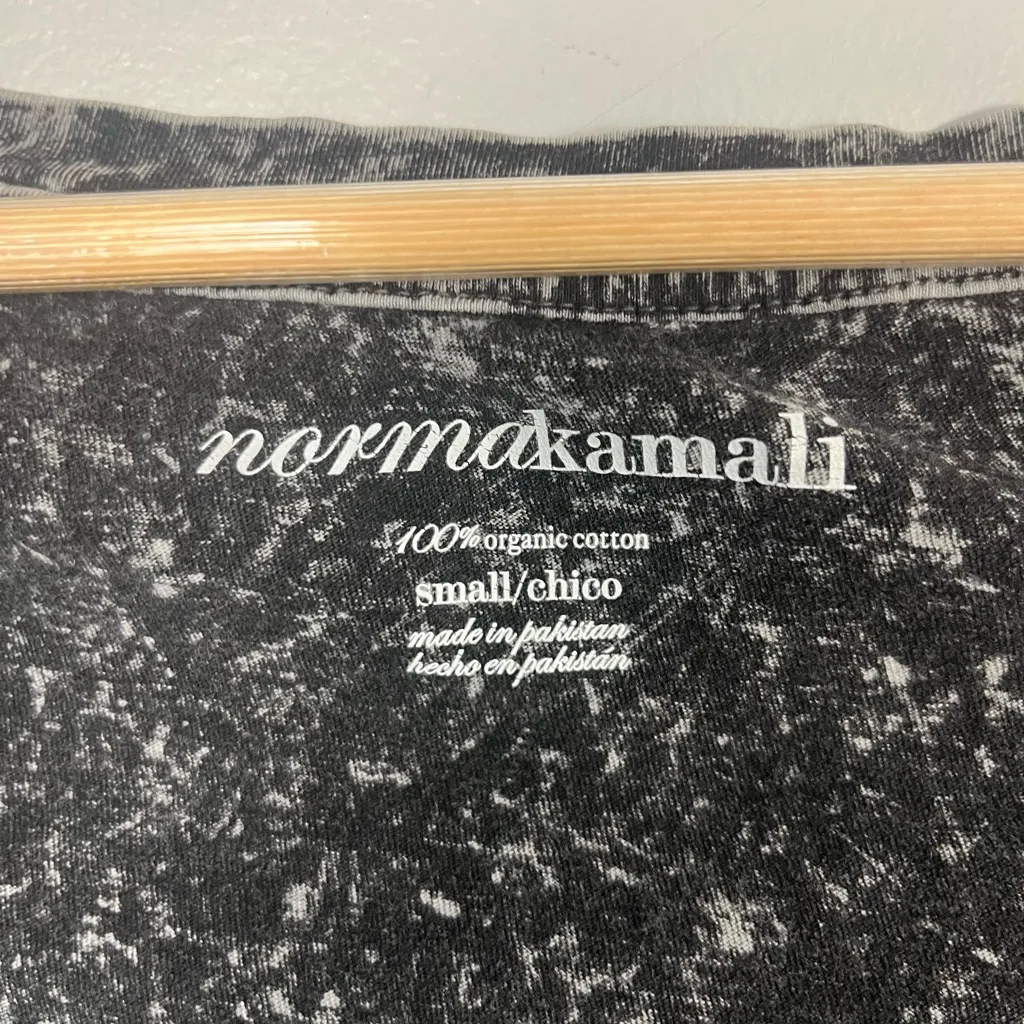 normakamali
100% organic cotton
small/chico
made in pakistan
hecho en pakistán